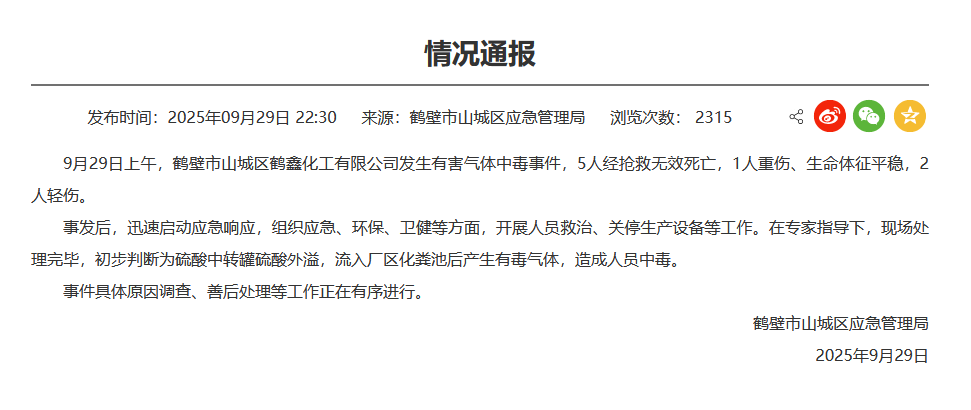 情况通报
发布时间：2025年09月29日 22:30 来源：鹤壁市山城区应急管理局 浏览次数： 2315
9月29日上午，鹤壁市山城区鹤鑫化工有限公司发生有害气体中毒事件，5人经抢救无效死亡，1人重伤、生命体征平稳，2
人轻伤。
事发后，迅速启动应急响应，组织应急、环保、卫健等方面，开展人员救治、关停生产设备等工作。在专家指导下，现场处
理完毕，初步判断为硫酸中转罐硫酸外溢，流入厂区化粪池后产生有毒气体，造成人员中毒。
事件具体原因调查、善后处理等工作正在有序进行。
鹤壁市山城区应急管理局
2025年9月29日